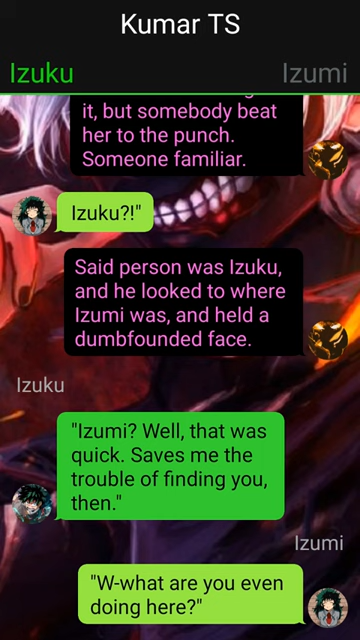 Kumar TS
Izuku Izumi
it, but somebody beat
her to the punch.
Someone familiar.
Izuku?!"
Said person was Izuku,
and he looked to where
Izumi was, and held a
dumbfounded face.
Izuku
"Izumi? Well, that was
quick. Saves me the
trouble of finding you,
then."
Izumi
"W-what are you even
doing here?"